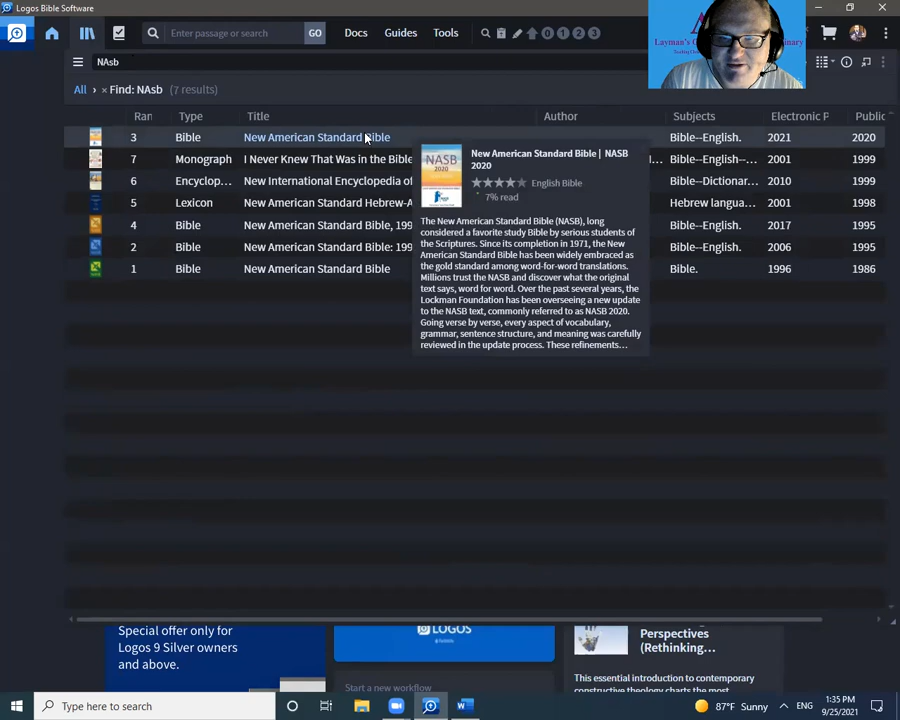 Logos Bible Software
Enter passage or search
GO
Docs Guides Tools
0 1 2 3
NAsb
All › × Find: NAsb (7 results)
Ran Type Title Author Subjects Electronic P Public
3 Bible New American Standard Bible Bible--English. 2021 2020
7 Monograph I Never Knew That Was in the Bible Bible--English--... 2001 1999
6 Encyclop... New International Encyclopedia of Bible--Dictionar... 2010 1999
5 Lexicon New American Standard Hebrew-A Hebrew langua... 2001 1998
4 Bible New American Standard Bible, 199 Bible--English. 2017 1995
2 Bible New American Standard Bible: 199 Bible--English. 2006 1995
1 Bible New American Standard Bible Bible. 1996 1986
NASB
2020
New American Standard Bible | NASB
2020
English Bible
7% read
The New American Standard Bible (NASB), long
considered a favorite study Bible by serious students of
the Scriptures. Since its completion in 1971, the New
American Standard Bible has been widely embraced as
the gold standard among word-for-word translations.
Millions trust the NASB and discover what the original
text says, word for word. Over the past several years, the
Lockman Foundation has been overseeing a new update
to the NASB text, commonly referred to as NASB 2020.
Going verse by verse, every aspect of vocabulary,
grammar, sentence structure, and meaning was carefully
reviewed in the update process. These refinements...
Special offer only for
Logos 9 Silver owners
and above.
LOGOS
Start a new workflow
Perspectives
(Rethinking...
This essential introduction to contemporary
constructive theology charts the most
Type here to search
87°F Sunny
1:35 PM
9/25/2021